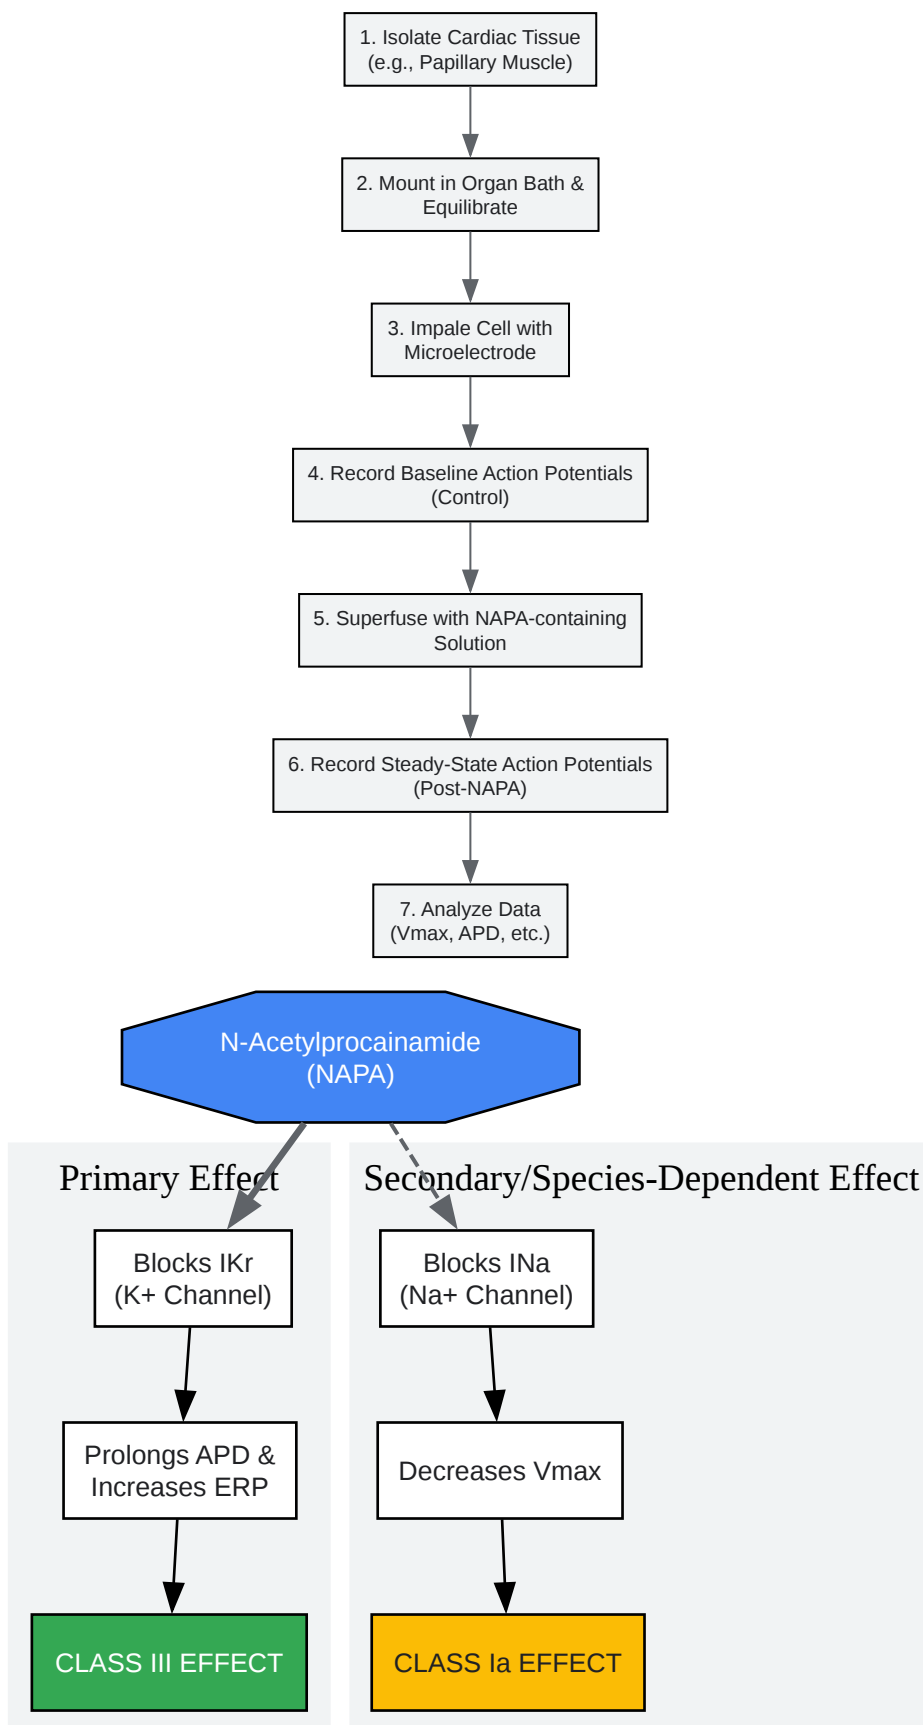 1. Isolate Cardiac Tissue
(e.g., Papillary Muscle)
2. Mount in Organ Bath &
Equilibrate
3. Impale Cell with
Microelectrode
4. Record Baseline Action Potentials
(Control)
5. Superfuse with NAPA-containing
Solution
6. Record Steady-State Action Potentials
(Post-NAPA)
7. Analyze Data
(Vmax, APD, etc.)
N-Acetylprocainamide
(NAPA)
Primary Effect
Blocks IKr
(K+ Channel)
Prolongs APD &
Increases ERP
CLASS III EFFECT
Secondary/Species-Dependent Effect
Blocks INa
(Na+ Channel)
Decreases Vmax
CLASS Ia EFFECT